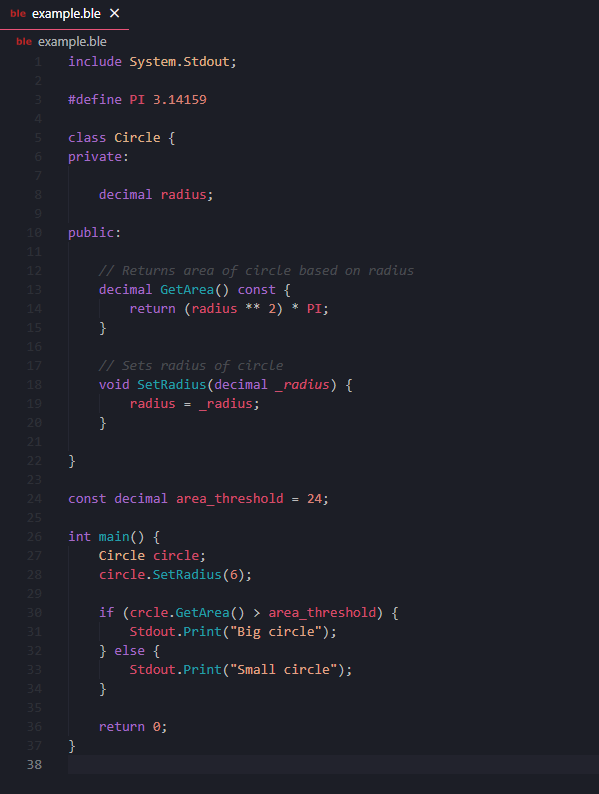 ble example.ble ×
ble example.ble
1 include System.Stdout;
2
3 #define PI 3.14159
4
5 class Circle {
6 private:
7
8     decimal radius;
9
10 public:
11
12     // Returns area of circle based on radius
13     decimal GetArea() const {
14         return (radius ** 2) * PI;
15     }
16
17     // Sets radius of circle
18     void SetRadius(decimal _radius) {
19         radius = _radius;
20     }
21
22 }
23
24 const decimal area_threshold = 24;
25
26 int main() {
27     Circle circle;
28     circle.SetRadius(6);
29
30     if (crcle.GetArea() > area_threshold) {
31         Stdout.Print("Big circle");
32     } else {
33         Stdout.Print("Small circle");
34     }
35
36     return 0;
37 }
38